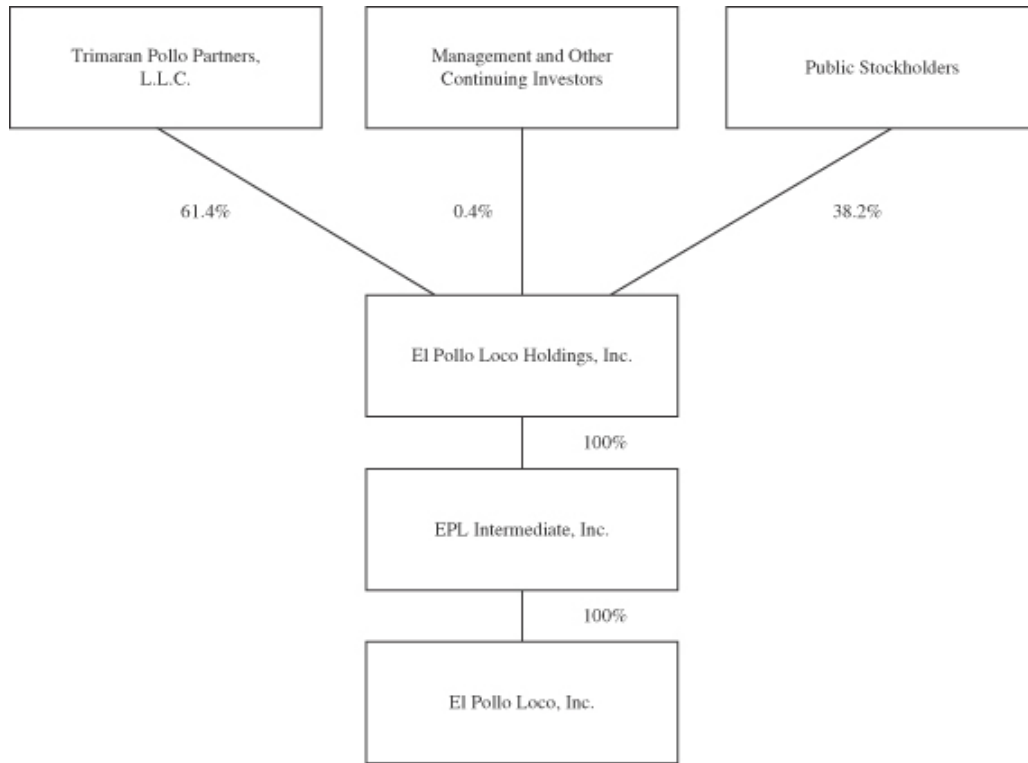 Trimaran Pollo Partners,
L.L.C.
Management and Other
Continuing Investors
Public Stockholders
61.4%
0.4%
38.2%
El Pollo Loco Holdings, Inc.
100%
EPL Intermediate, Inc.
100%
El Pollo Loco, Inc.